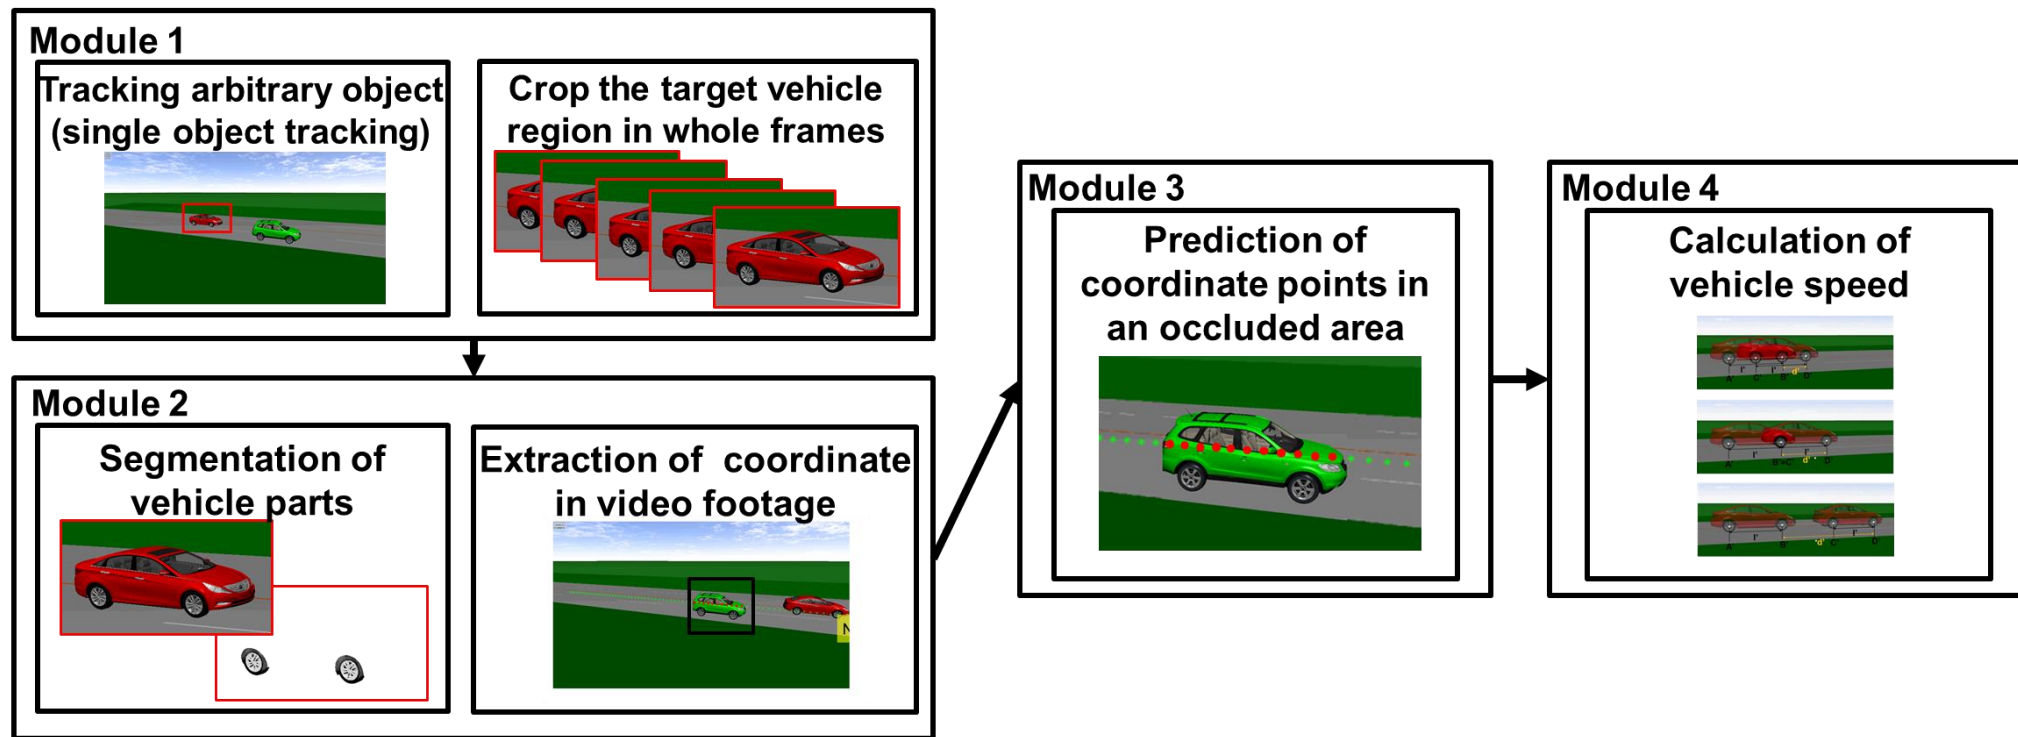 Module 1
Tracking arbitrary object
(single object tracking)
Crop the target vehicle
region in whole frames
Module 2
Segmentation of
vehicle parts
Extraction of coordinate
in video footage
N
Module 3
Prediction of
coordinate points in
an occluded area
Module 4
Calculation of
vehicle speed
A' l' C' l' B' d' D'
A' l' B'=C' d' D'
A' l' B' d' C' l' D'